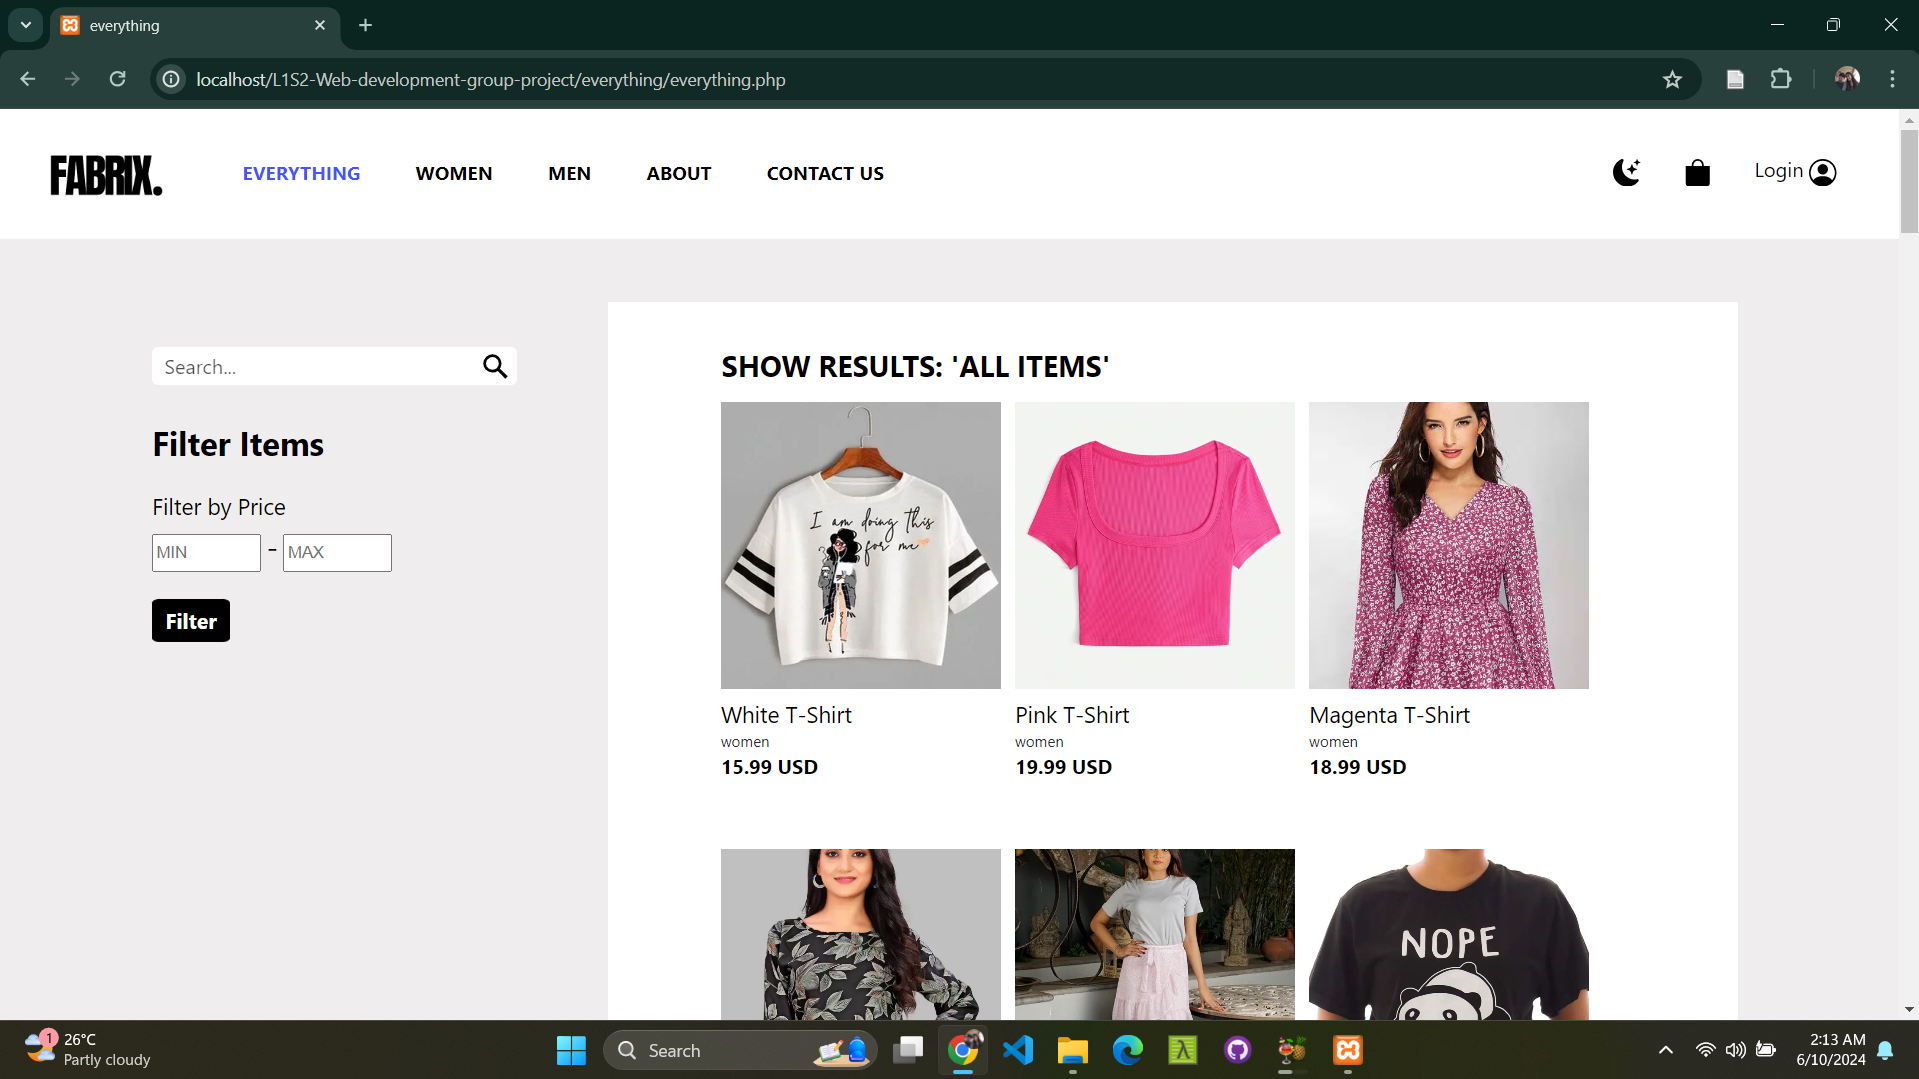 everything
localhost/L1S2-Web-development-group-project/everything/everything.php
FABRIX.
EVERYTHING
WOMEN
MEN
ABOUT
CONTACT US
Login
Search...
Filter Items
Filter by Price
MIN - MAX
Filter
SHOW RESULTS: 'ALL ITEMS'
I am doing this
for me
White T-Shirt
women
15.99 USD
Pink T-Shirt
women
19.99 USD
Magenta T-Shirt
women
18.99 USD
NOPE
1
26°C
Partly cloudy
Search
2:13 AM
6/10/2024